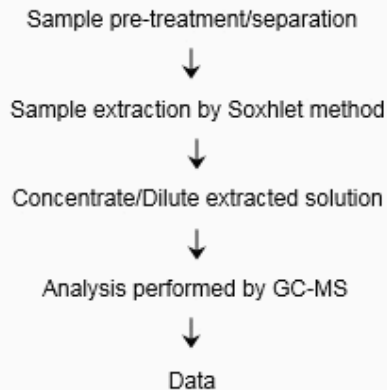 Sample pre-treatment/separation
Sample extraction by Soxhlet method
Concentrate/Dilute extracted solution
Analysis performed by GC-MS
Data